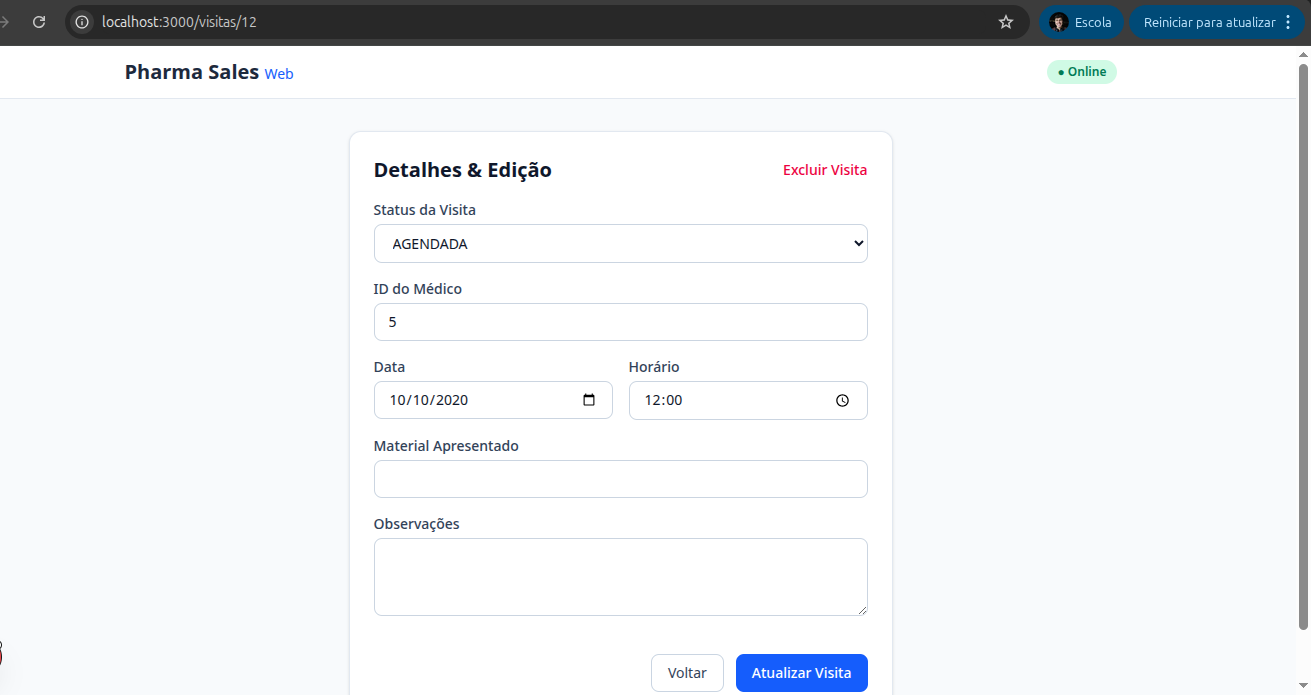 localhost:3000/visitas/12
Escola
Reiniciar para atualizar
Pharma Sales Web
● Online
Detalhes & Edição
Excluir Visita
Status da Visita
AGENDADA
ID do Médico
5
Data
Horário
10/10/2020
12:00
Material Apresentado
Observações
Voltar
Atualizar Visita